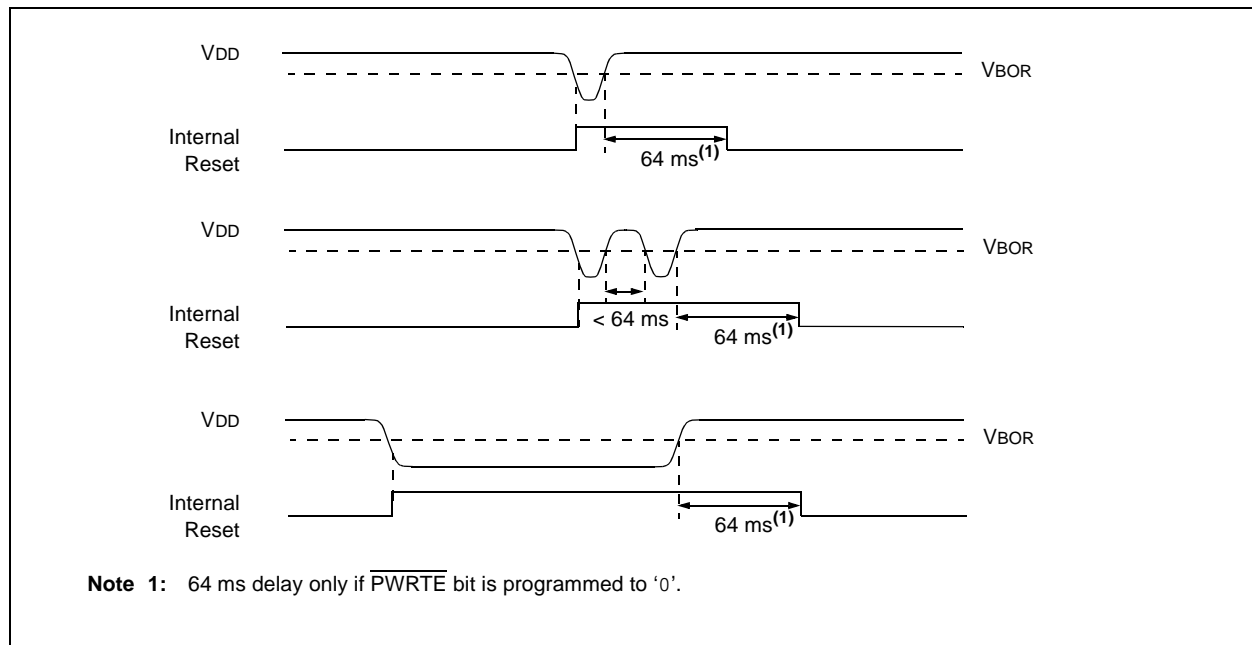 VDD
VBOR
Internal
Reset
64 ms(1)
VDD
VBOR
Internal
Reset
< 64 ms
64 ms(1)
VDD
VBOR
Internal
Reset
64 ms(1)
Note 1: 64 ms delay only if PWRTE bit is programmed to ‘0’.